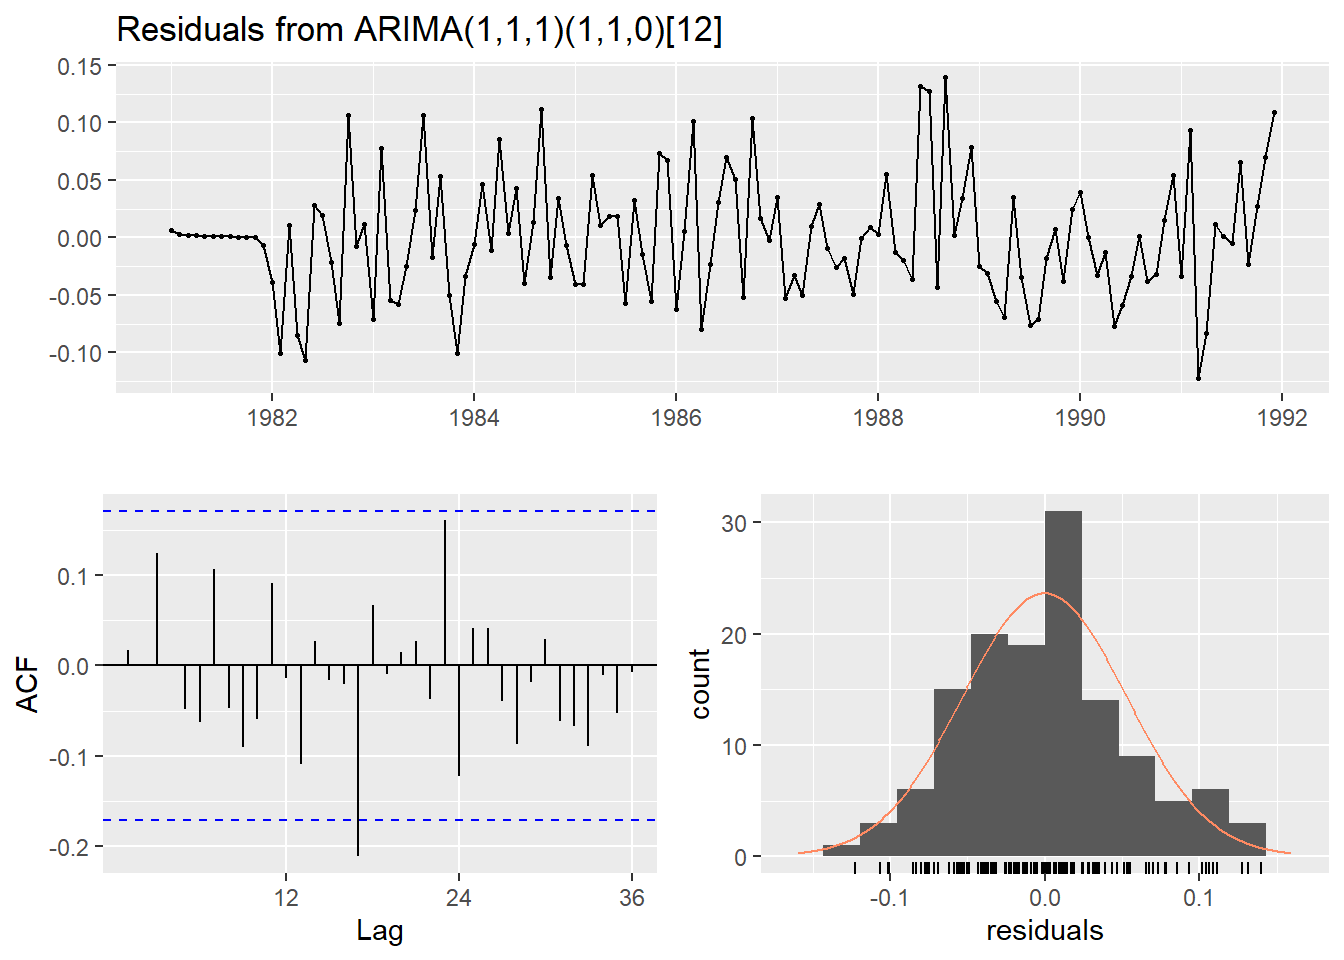 Residuals from ARIMA(1,1,1)(1,1,0)[12]
0.15
0.10
0.05
0.00
-0.05
-0.10
1982 1984 1986 1988 1990 1992
ACF
0.1
0.0
-0.1
-0.2
12 24 36
Lag
count
30
20
10
0
-0.1 0.0 0.1
residuals